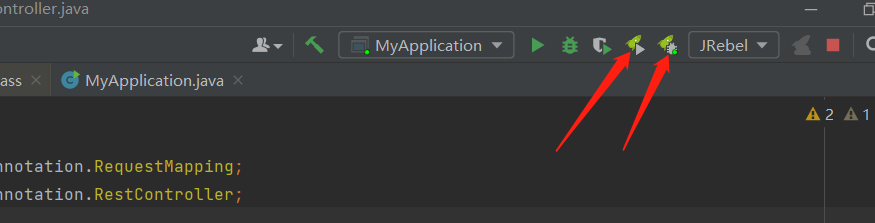 ontroller.java
MyApplication
JRebel
ass
MyApplication.java
2
1
nnotation.RequestMapping;
nnotation.RestController;